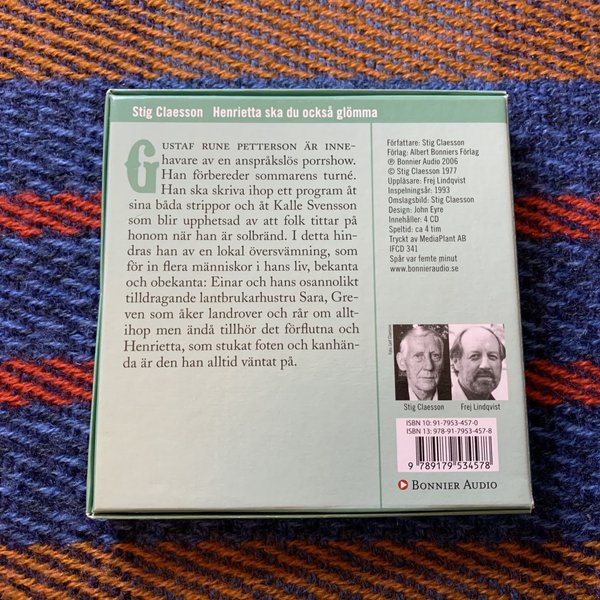 Stig Claesson Henrietta ska du också glömma
GUSTAF RUNE PETTERSON ÄR INNE-
havare av en anspråkslös porrshow.
Han förbereder sommarens turné.
Han ska skriva ihop ett program åt
sina båda strippor och åt Kalle Svensson
som blir upphetsad av att folk tittar på
honom när han är solbränd. I detta hin-
dras han av en lokal översvämning, som
för in flera människor i hans liv, bekanta
och obekanta: Einar och hans osannolikt
tilldragande lantbrukarhustru Sara, Gre-
ven som åker landrover och rår om allt-
ihop men ändå tillhör det förflutna och
Henrietta, som stukat foten och kanhän-
da är den han alltid väntat på.
Författare: Stig Claesson
Förlag: Albert Bonniers Förlag
℗ Bonnier Audio 2006
© Stig Claesson 1977
Uppläsare: Frej Lindqvist
Inspelningsår: 1993
Omslagsbild: Stig Claesson
Design: John Eyre
Innehåller: 4 CD
Speltid: ca 4 tim
Tryckt av MediaPlant AB
IFCD 341
Spår var femte minut
www.bonnieraudio.se
Stig Claesson Frej Lindqvist
ISBN 10: 91-7953-457-0
ISBN 13: 978-91-7953-457-8
9 789179 534578
BONNIER AUDIO